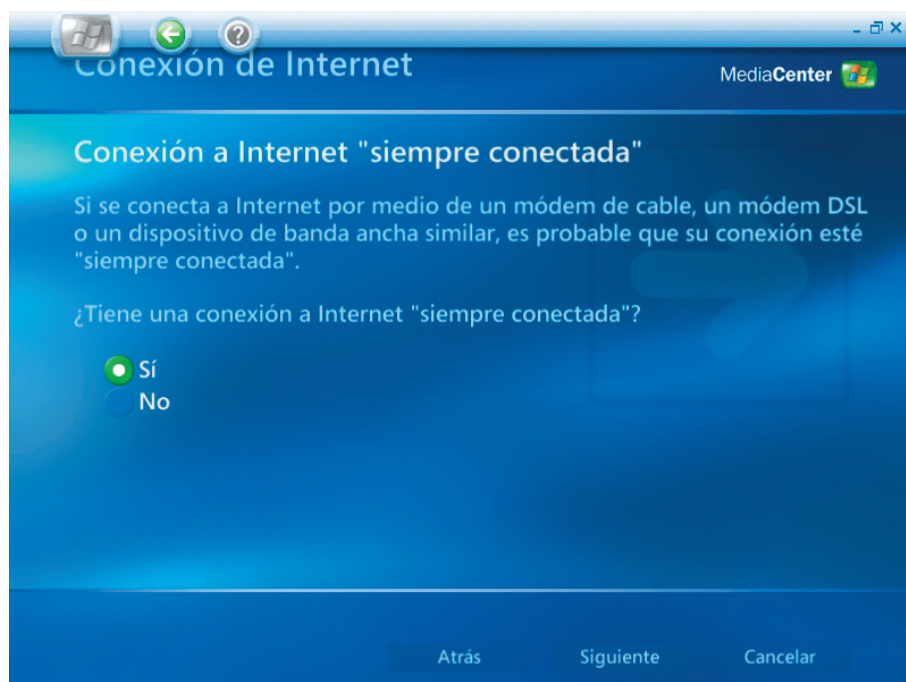 Conexión de Internet
MediaCenter
Conexión a Internet "siempre conectada"
Si se conecta a Internet por medio de un módem de cable, un módem DSL
o un dispositivo de banda ancha similar, es probable que su conexión esté
"siempre conectada".
¿Tiene una conexión a Internet "siempre conectada"?
Sí
No
Atrás Siguiente Cancelar